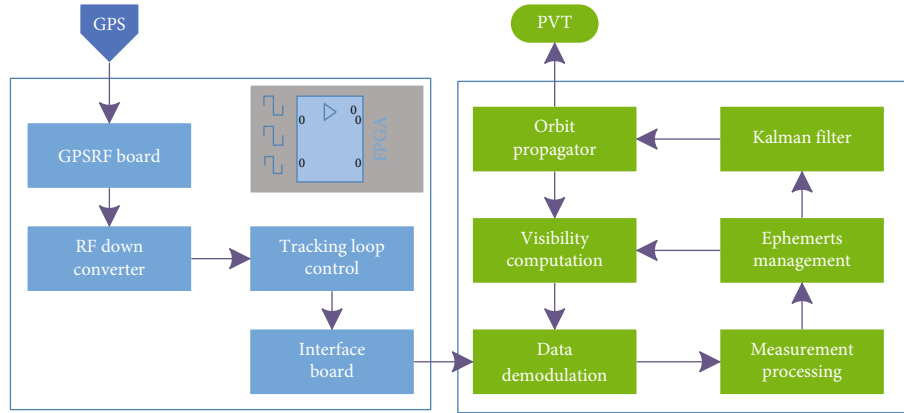 GPS
GPSRF board
RF down
converter
0
0
0
0
0
FPGA
Tracking loop
control
Interface
board
PVT
Orbit
propagator
Kalman filter
Visibility
computation
Ephemerts
management
Data
demodulation
Measurement
processing